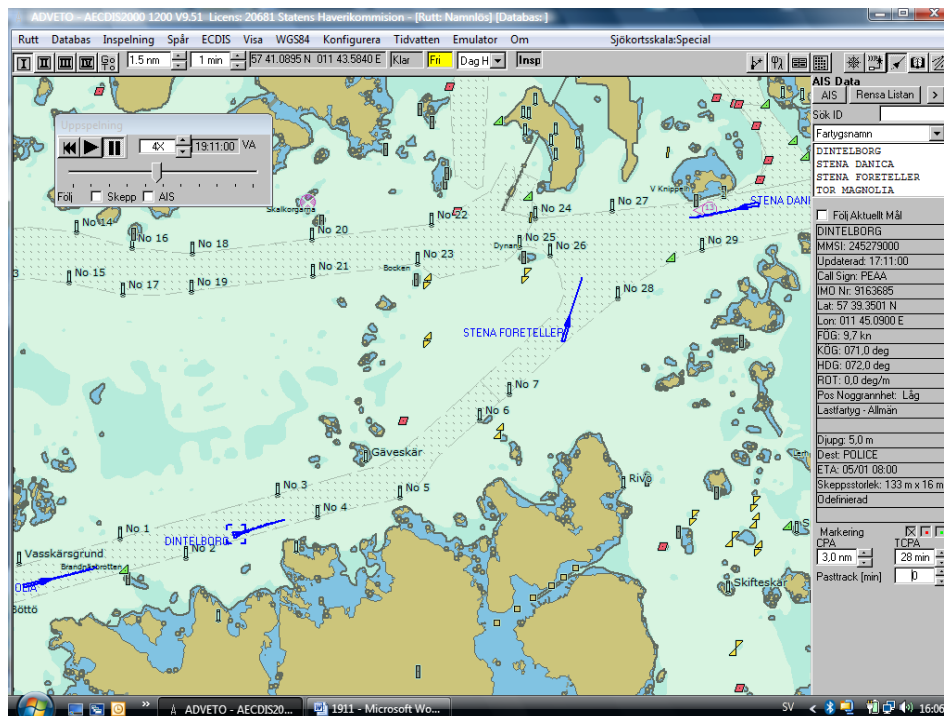 ADVETO - AECDIS2000 1200 V9.51 Licens: 20681 Statens Haverikommision - [Rutt: Namnlös] [Databas: ]
Rutt Databas Inspelning Spår ECDIS Visa WGS84 Konfigurera Tidvatten Emulator Om Sjökortsskala:Special
I II III IV 1.5 nm 1 min 57 41.0895 N 011 43.5840 E Klar Fri Dag H Insp
AIS Data
AIS Rensa Listan >
Sök ID
Fartygsnamn
DINTELBORG
STENA DANICA
STENA FORETELLER
TOR MAGNOLIA
Följ Aktuellt Mål
DINTELBORG
MMSI: 245279000
Updaterad: 17:11:00
Call Sign: PEAA
IMO Nr: 9163685
Lat: 57 39.3501 N
Lon: 011 45.0900 E
FÖG: 9,7 kn
KÖG: 071,0 deg
HDG: 072,0 deg
ROT: 0,0 deg/m
Pos Noggrannhet: Låg
Lastfartyg - Allmän
Djupg: 5,0 m
Dest: POLICE
ETA: 05/01 08:00
Skeppsstorlek: 133 m x 16 m
Odefinierad
Markering
CPA TCPA
3,0 nm 28 min
Pasttrack [min] 0
Uppspelning
4X 19:11:00 VA
Följ Skepp AIS
V Knippeln
13
STENA DANI
Skalkorgarna
No 14
No 16
No 18
No 20
No 22
No 24
No 27
No 15
No 17
No 19
No 21
Bocken
No 23
Dynan
No 25
No 26
No 29
No 28
STENA FORETELLER
No 7
No 6
Gäveskär
No 3
No 5
No 4
Rivö
No 1
DINTELBORG
No 2
Vasskärsgrund
Böttö
Skifteskär
ADVETO - AECDIS20...
1911 - Microsoft Wo...
SV
16:06